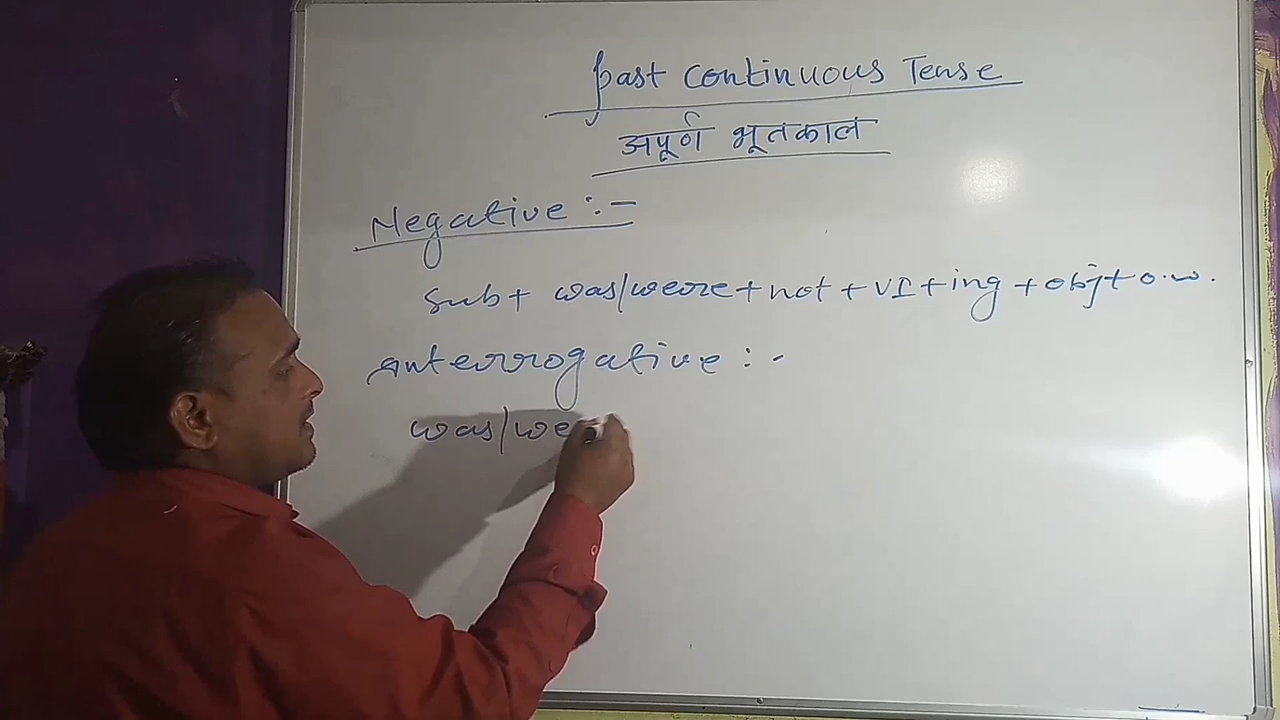 Past Continuous Tense
अपूर्ण भूतकाल
Negative :-
Sub + was/were + not + VI + ing + obj + o.w.
Interrogative :-
was/we